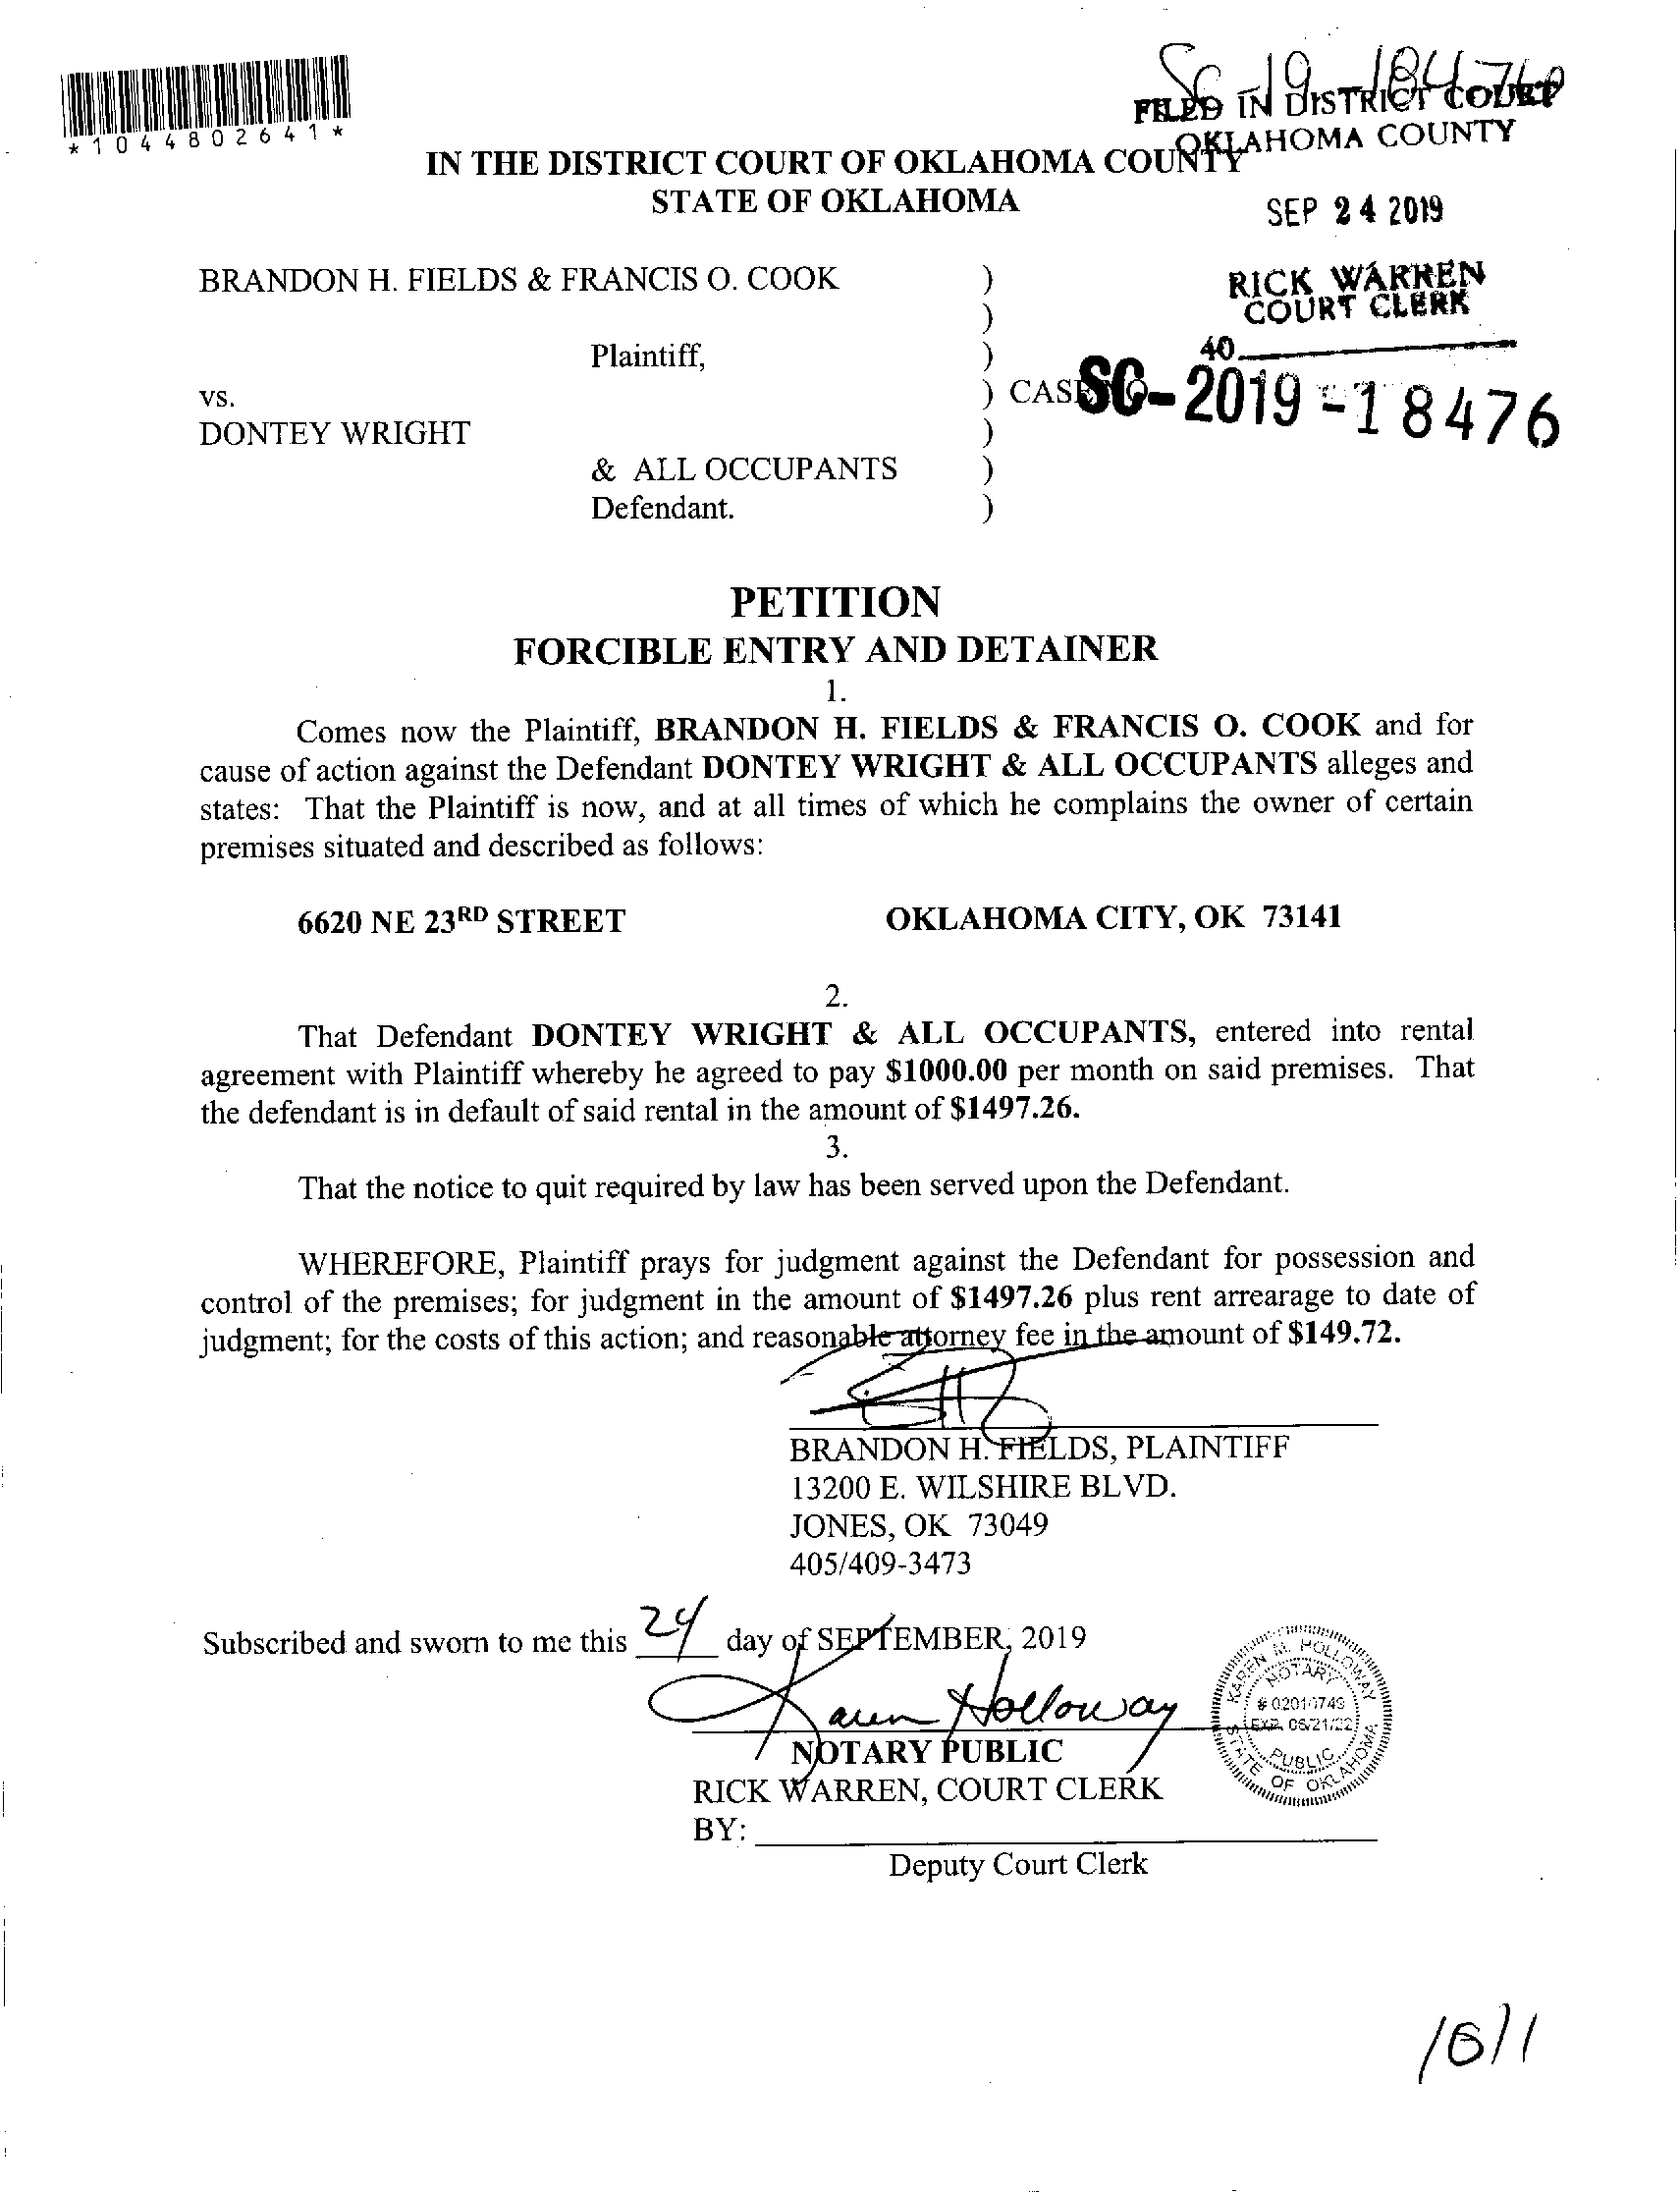 SC-19-18476
FILED IN DISTRICT COURT
OKLAHOMA COUNTY
*1044802641*
IN THE DISTRICT COURT OF OKLAHOMA COUNTY
STATE OF OKLAHOMA
SEP 24 2019
BRANDON H. FIELDS & FRANCIS O. COOK )
RICK WARREN
COURT CLERK
)
40
Plaintiff, )
vs. ) CASE NO. SC-2019-18476
DONTEY WRIGHT )
& ALL OCCUPANTS )
Defendant. )
PETITION
FORCIBLE ENTRY AND DETAINER
1.
Comes now the Plaintiff, BRANDON H. FIELDS & FRANCIS O. COOK and for
cause of action against the Defendant DONTEY WRIGHT & ALL OCCUPANTS alleges and
states: That the Plaintiff is now, and at all times of which he complains the owner of certain
premises situated and described as follows:
6620 NE 23RD STREET OKLAHOMA CITY, OK 73141
2.
That Defendant DONTEY WRIGHT & ALL OCCUPANTS, entered into rental
agreement with Plaintiff whereby he agreed to pay $1000.00 per month on said premises. That
the defendant is in default of said rental in the amount of $1497.26.
3.
That the notice to quit required by law has been served upon the Defendant.
WHEREFORE, Plaintiff prays for judgment against the Defendant for possession and
control of the premises; for judgment in the amount of $1497.26 plus rent arrearage to date of
judgment; for the costs of this action; and reasonable attorney fee in the amount of $149.72.
BRANDON H. FIELDS, PLAINTIFF
13200 E. WILSHIRE BLVD.
JONES, OK 73049
405/409-3473
Subscribed and sworn to me this 24 day of SEPTEMBER, 2019
Karen Holloway
KAREN M. HOLLOWAY
NOTARY
EXP. 06/21/22
PUBLIC
STATE OF OKLAHOMA
NOTARY PUBLIC
RICK WARREN, COURT CLERK
BY:
Deputy Court Clerk